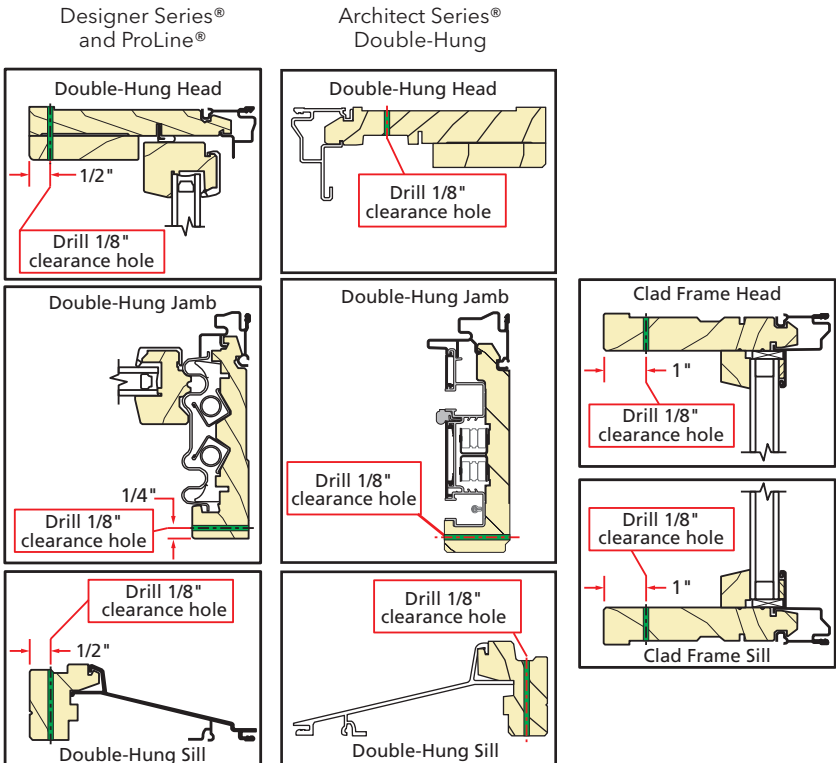 Designer Series®
and ProLine®
Architect Series®
Double-Hung
Double-Hung Head
1/2"
Drill 1/8"
clearance hole
Double-Hung Head
Drill 1/8"
clearance hole
Double-Hung Jamb
1/4"
Drill 1/8"
clearance hole
Double-Hung Jamb
Drill 1/8"
clearance hole
Clad Frame Head
1"
Drill 1/8"
clearance hole
Drill 1/8"
clearance hole
1"
Clad Frame Sill
Drill 1/8"
clearance hole
1/2"
Double-Hung Sill
Drill 1/8"
clearance hole
Double-Hung Sill